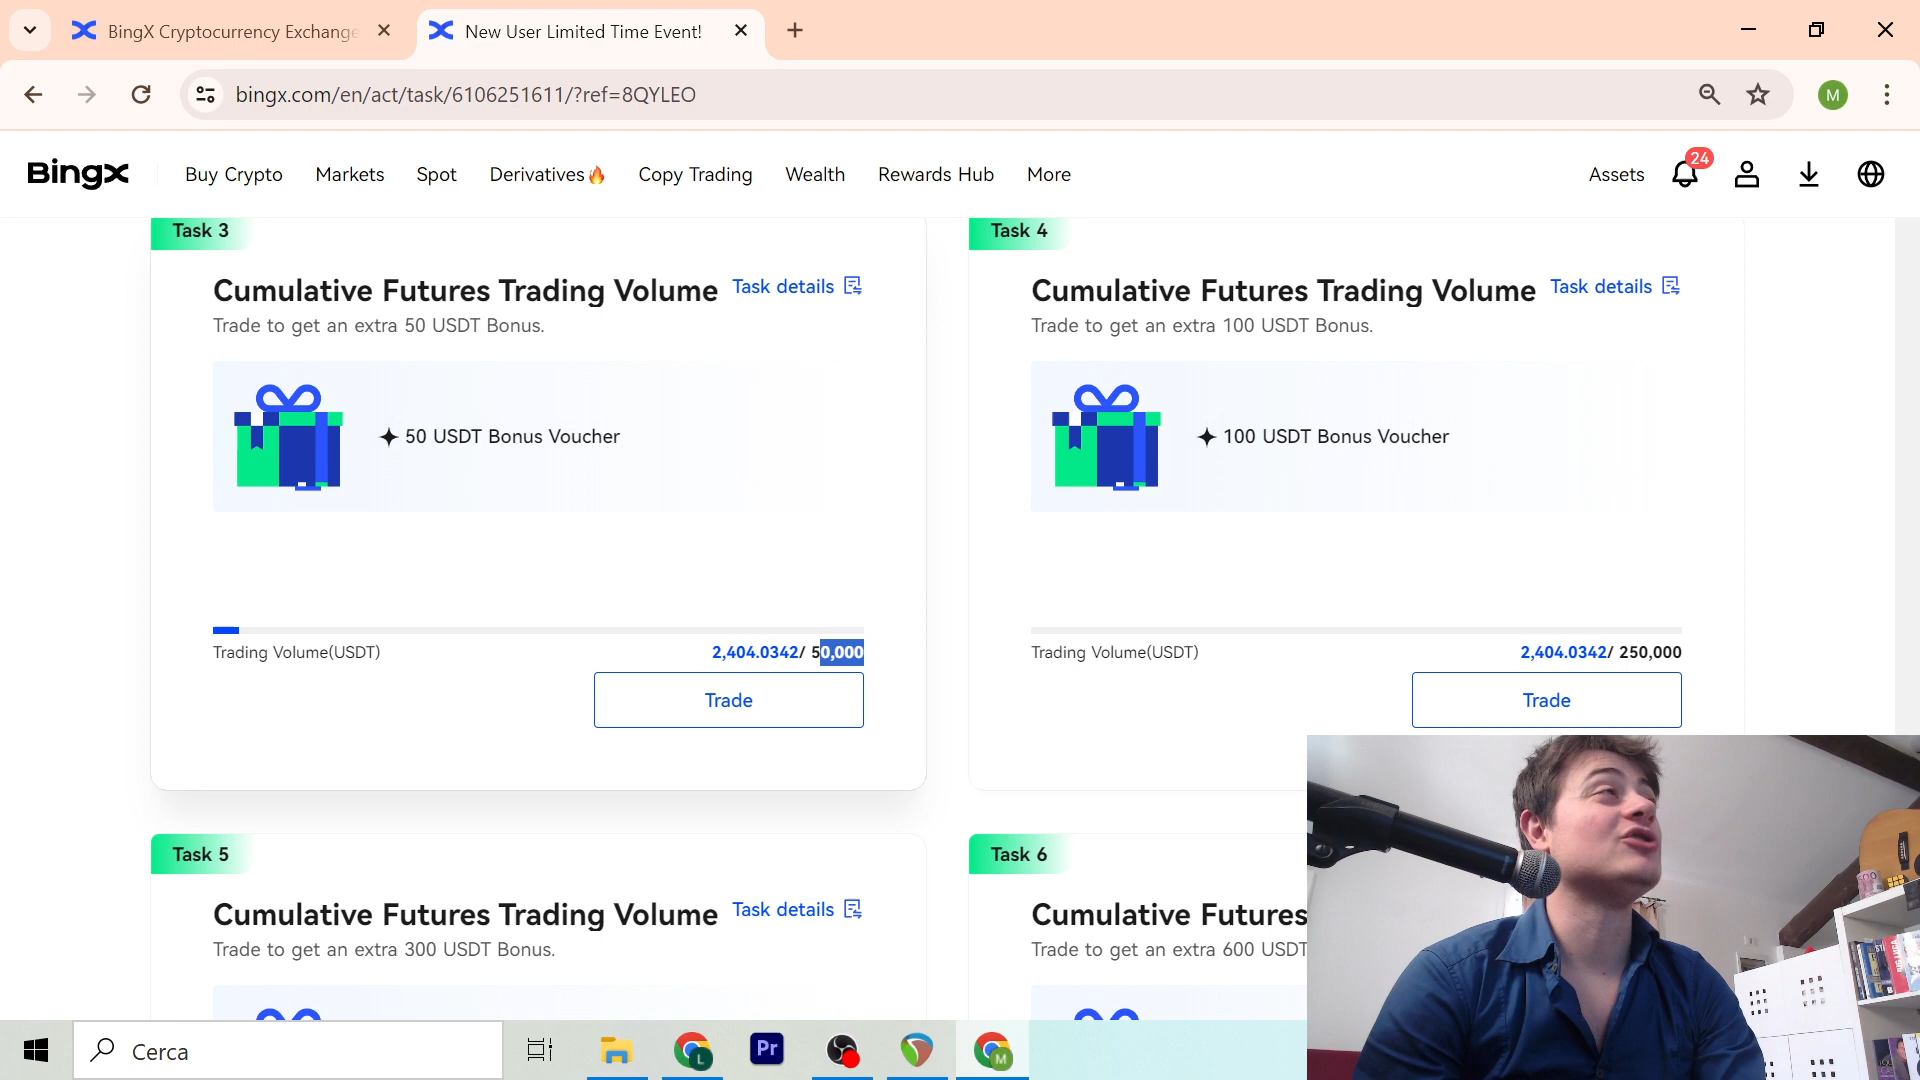 BingX Cryptocurrency Exchange
New User Limited Time Event!
bingx.com/en/act/task/6106251611/?ref=8QYLEO
M
BingX
Buy Crypto
Markets
Spot
Derivatives
Copy Trading
Wealth
Rewards Hub
More
Assets
24
Task 3
Cumulative Futures Trading Volume
Task details
Trade to get an extra 50 USDT Bonus.
50 USDT Bonus Voucher
Trading Volume(USDT)
2,404.0342/ 50,000
Trade
Task 4
Cumulative Futures Trading Volume
Task details
Trade to get an extra 100 USDT Bonus.
100 USDT Bonus Voucher
Trading Volume(USDT)
2,404.0342/ 250,000
Trade
Task 5
Cumulative Futures Trading Volume
Task details
Trade to get an extra 300 USDT Bonus.
Task 6
Cumulative Futures
Trade to get an extra 600 USDT
Cerca
L
Pr
M